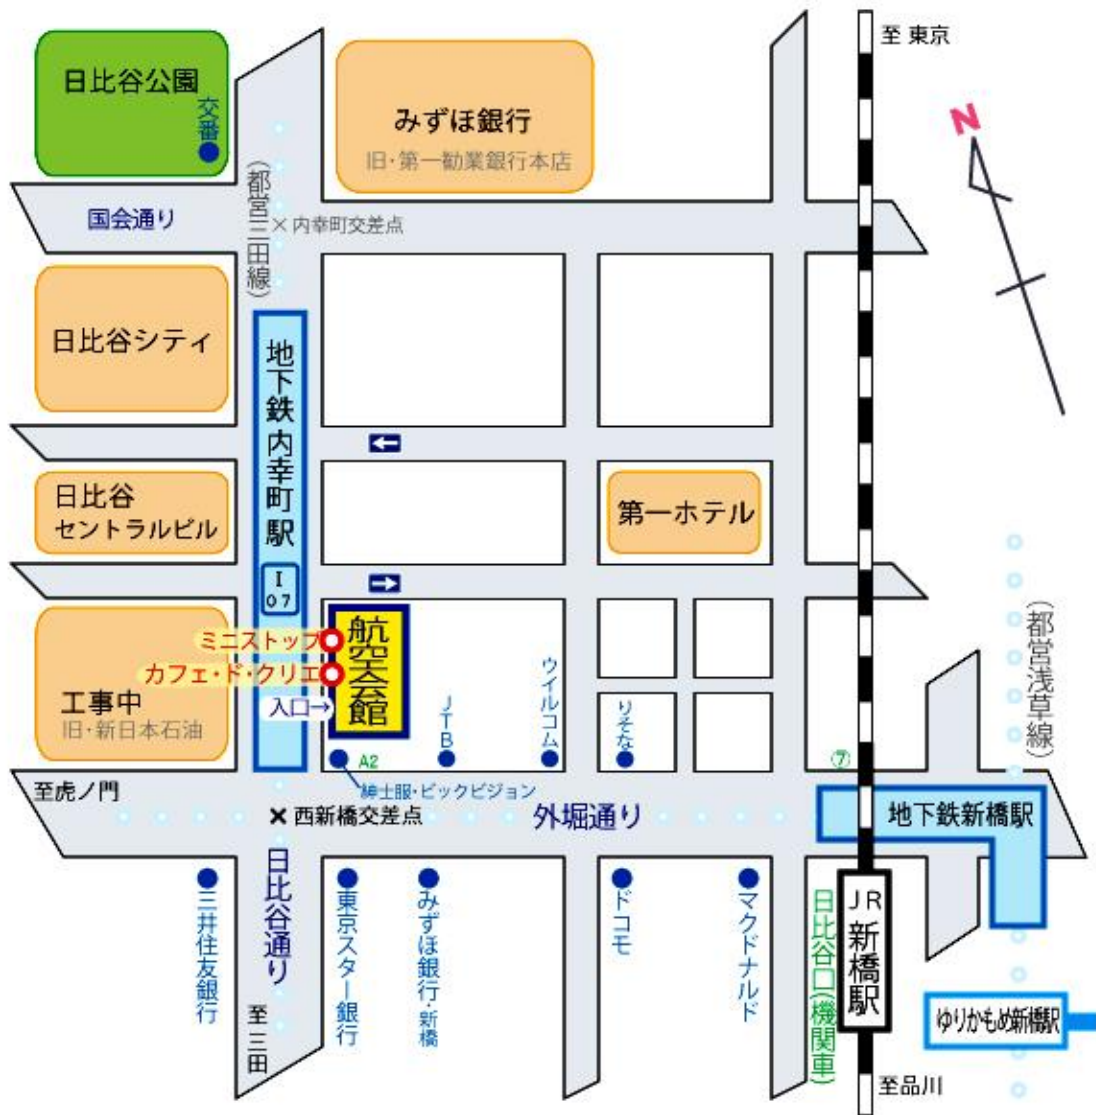 至 東京
日比谷公園
交番
みずほ銀行
旧・第一勧業銀行本店
N
国会通り
(都営三田線)
×内幸町交差点
日比谷シティ
地下鉄内幸町駅
I
07
←
日比谷
セントラルビル
第一ホテル
→
(都営浅草線)
工事中
旧・新日本石油
ミニストップ
カフェ・ド・クリエ
入口→
航空会館
JTB
ウイルコム
りそな
A2
紳士服・ビックビジョン
⑦
至虎ノ門
×西新橋交差点
外堀通り
地下鉄新橋駅
三井住友銀行
日比谷通り
東京スター銀行
みずほ銀行・新橋
ドコモ
マクドナルド
日比谷口(機関車)
JR
新橋駅
ゆりかもめ新橋駅
至三田
至品川